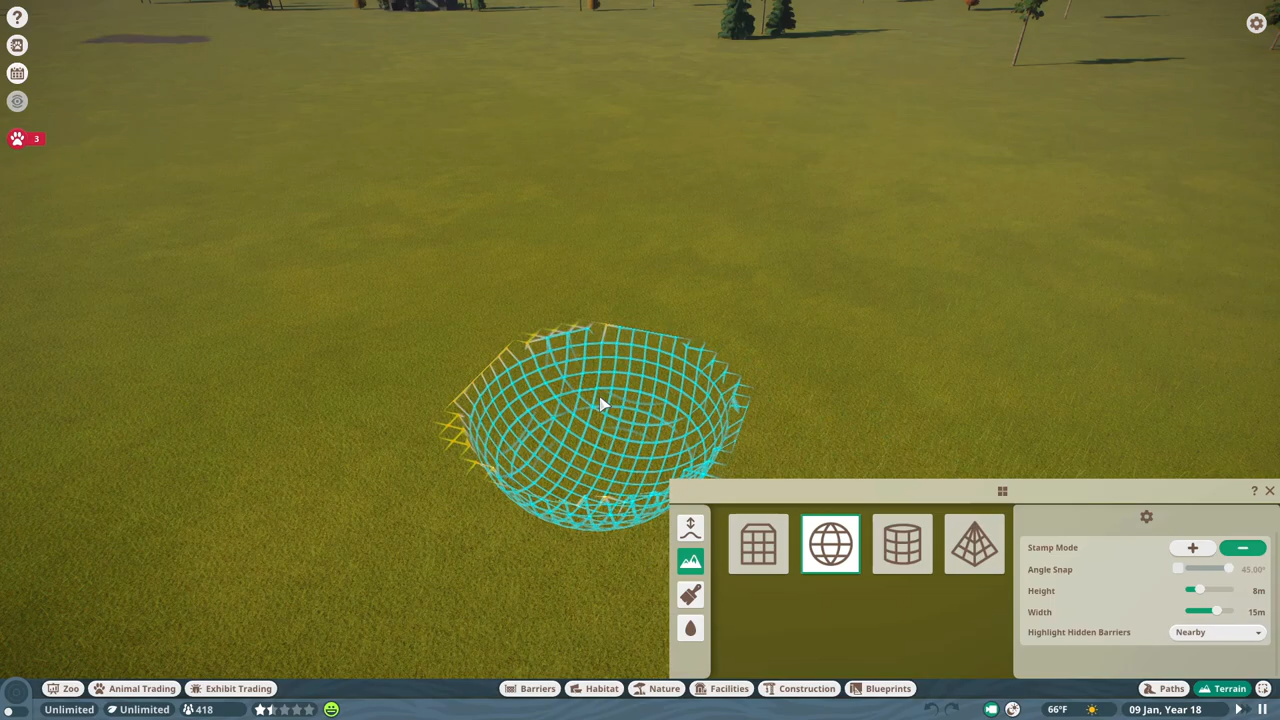 ?
3
?
Stamp Mode
Angle Snap 45.00°
Height 8m
Width 15m
Highlight Hidden Barriers Nearby
Zoo Animal Trading Exhibit Trading Barriers Habitat Nature Facilities Construction Blueprints Paths Terrain
Unlimited Unlimited 418 66°F 09 Jan, Year 18